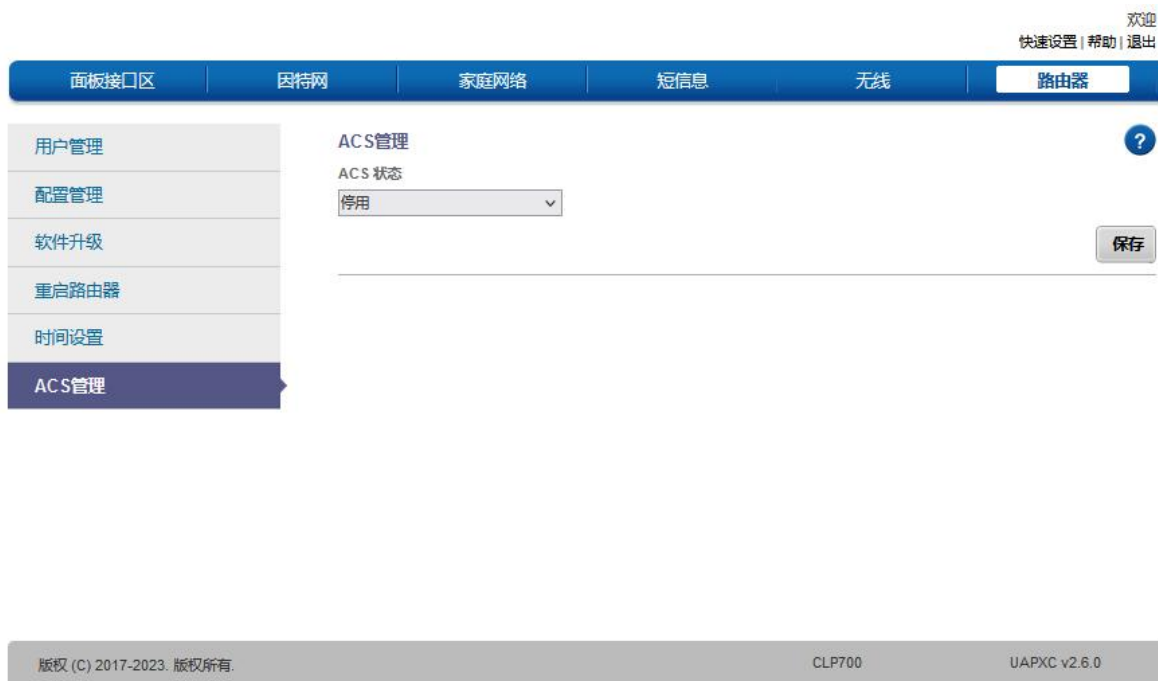 欢迎
快速设置 | 帮助 | 退出
面板接口区 因特网 家庭网络 短信息 无线 路由器
用户管理
配置管理
软件升级
重启路由器
时间设置
ACS管理
ACS管理
?
ACS 状态
停用
保存
版权 (C) 2017-2023. 版权所有. CLP700 UAPXC v2.6.0